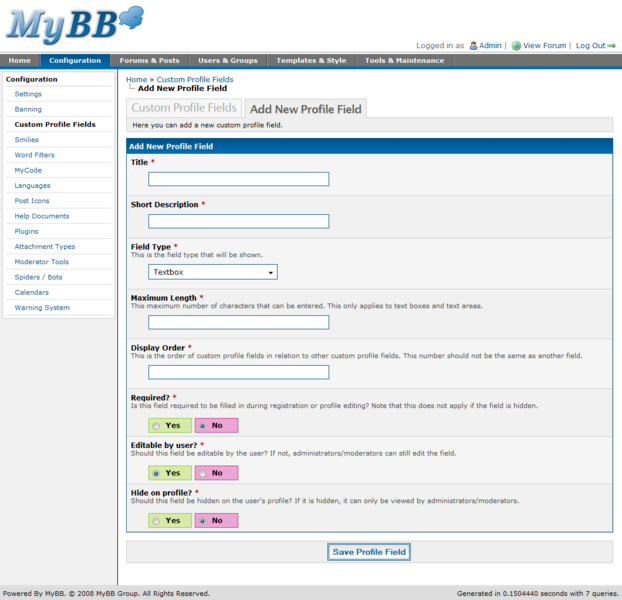 MyBB
Logged in as Admin | View Forum | Log Out
Home Configuration Forums & Posts Users & Groups Templates & Style Tools & Maintenance
Configuration
Settings
Banning
Custom Profile Fields
Smilies
Word Filters
MyCode
Languages
Post Icons
Help Documents
Plugins
Attachment Types
Moderator Tools
Spiders / Bots
Calendars
Warning System
Home » Custom Profile Fields
Add New Profile Field
Custom Profile Fields Add New Profile Field
Here you can add a new custom profile field.
Add New Profile Field
Title *
Short Description *
Field Type *
This is the field type that will be shown.
Textbox
Maximum Length *
This maximum number of characters that can be entered. This only applies to text boxes and text areas.
Display Order *
This is the order of custom profile fields in relation to other custom profile fields. This number should not be the same as another field.
Required? *
Is this field required to be filled in during registration or profile editing? Note that this does not apply if the field is hidden.
Yes No
Editable by user? *
Should this field be editable by the user? If not, administrators/moderators can still edit the field.
Yes No
Hide on profile? *
Should this field be hidden on the user's profile? If it is hidden, it can only be viewed by administrators/moderators.
Yes No
Save Profile Field
Powered By MyBB. © 2008 MyBB Group. All Rights Reserved.
Generated in 0.1504440 seconds with 7 queries.